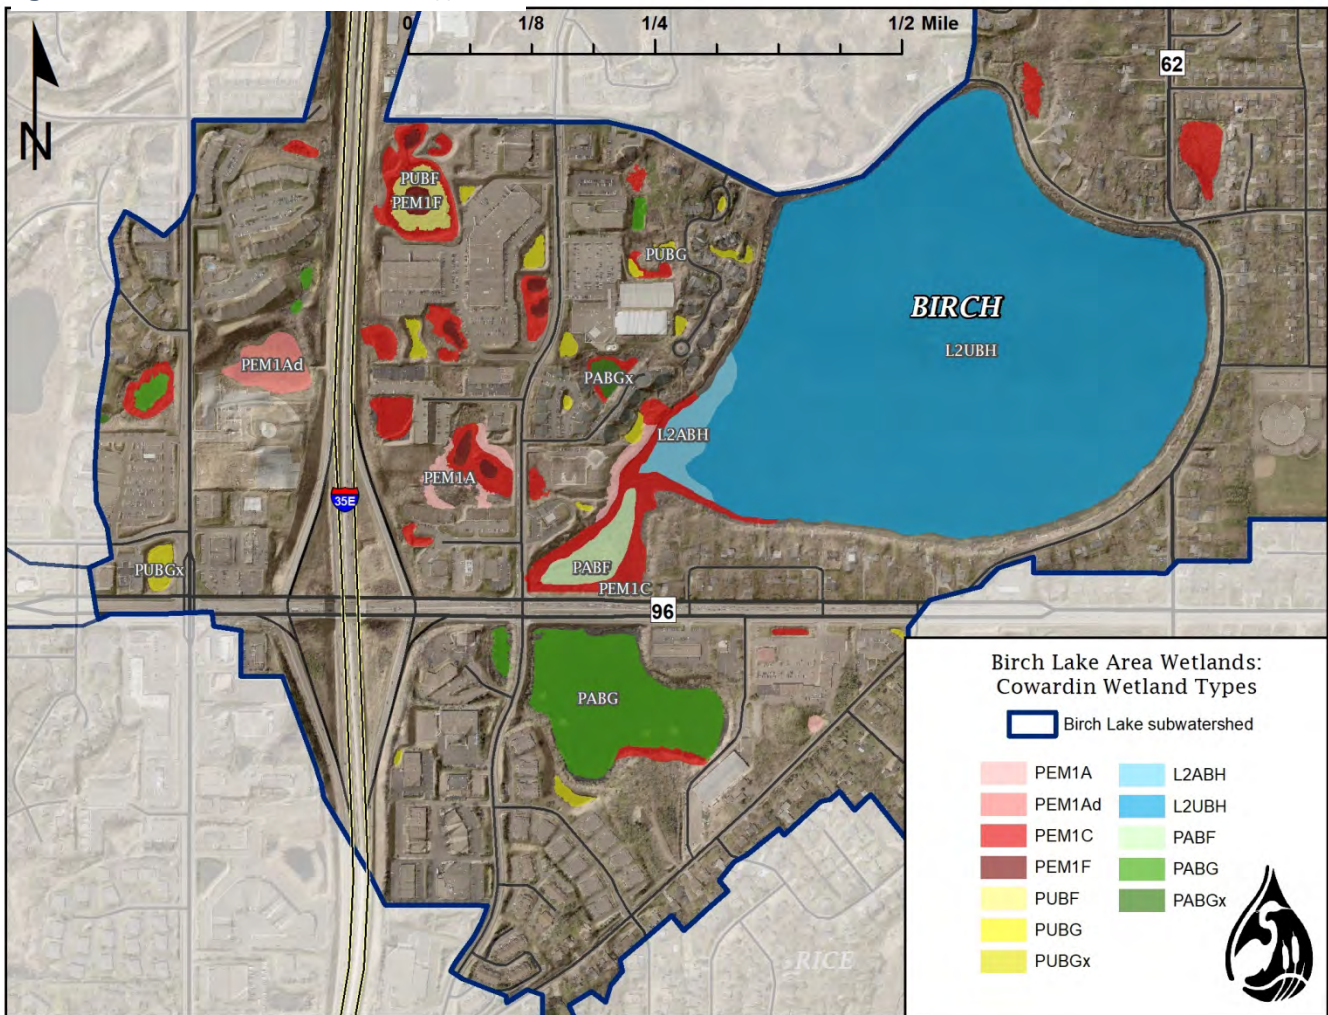 0 1/8 1/4 1/2 Mile
N
62
PUBF
PEM1F
PUBG
BIRCH
L2UBH
PEM1Ad
PABGx
L2ABH
PEM1A
35E
PUBGx
PABF
PEM1C
96
PABG
RICE
Birch Lake Area Wetlands:
Cowardin Wetland Types
Birch Lake subwatershed
PEM1A
PEM1Ad
PEM1C
PEM1F
PUBF
PUBG
PUBGx
L2ABH
L2UBH
PABF
PABG
PABGx